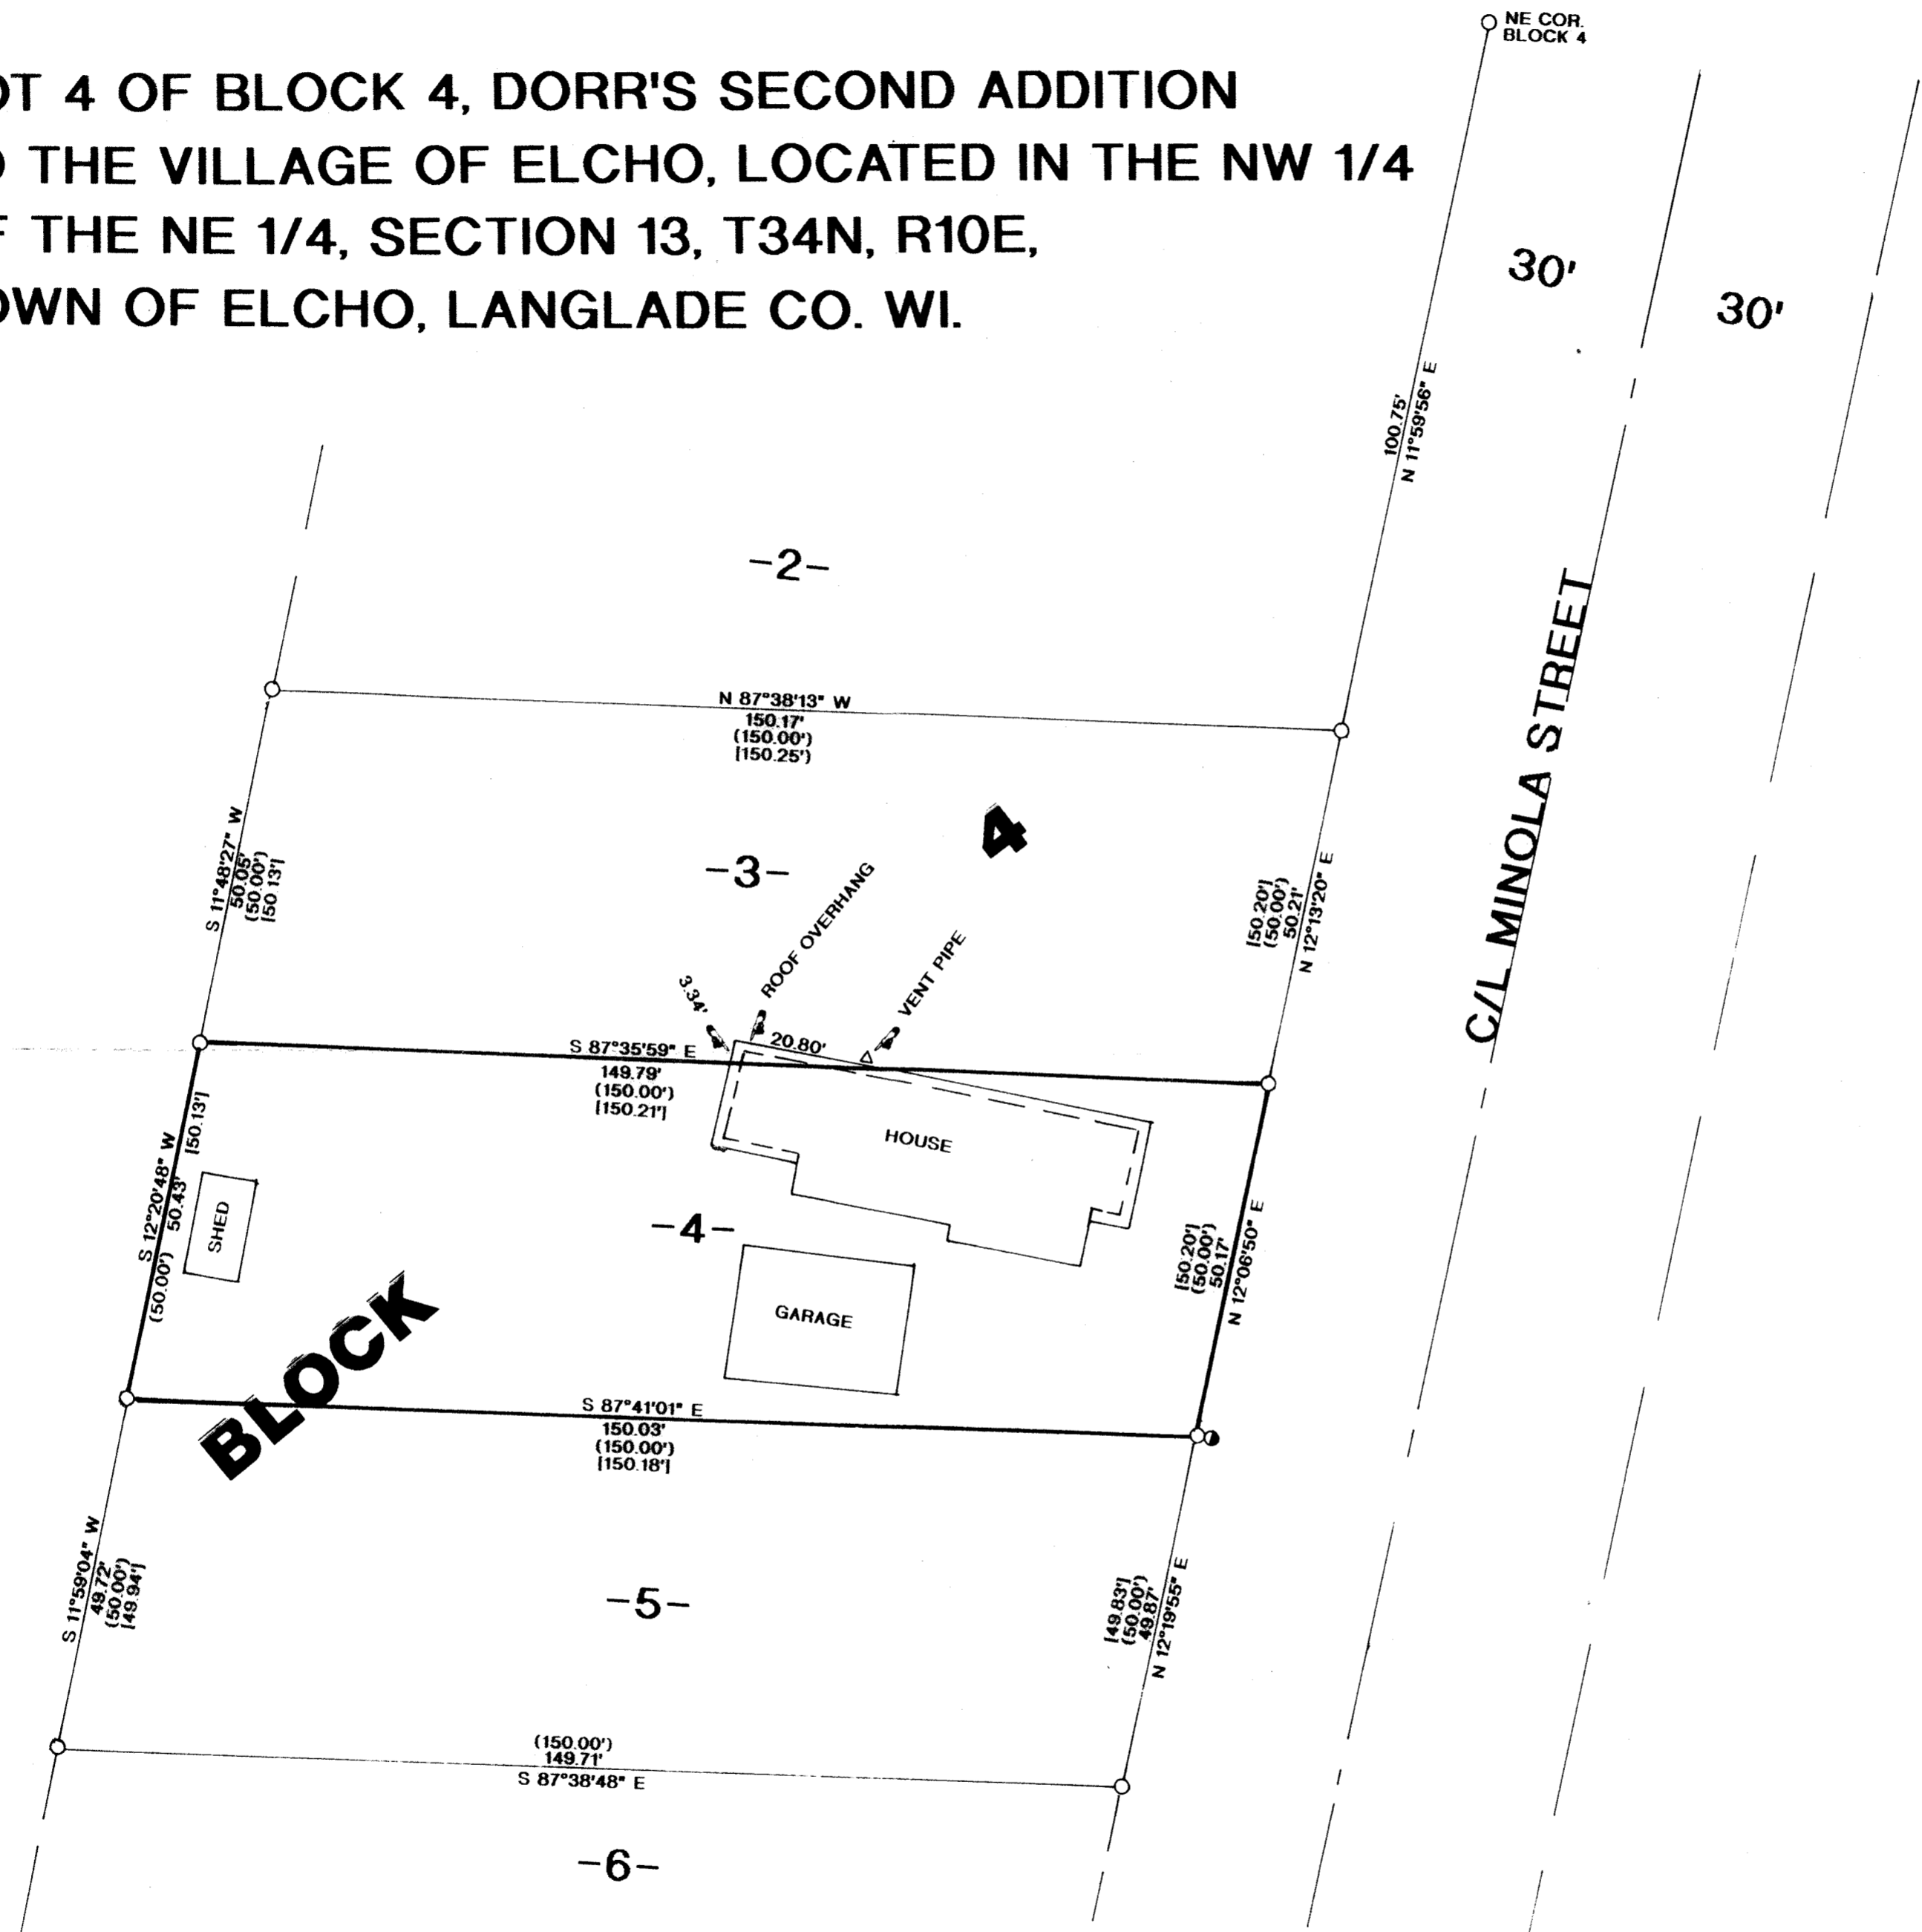 NE COR.
BLOCK 4
OT 4 OF BLOCK 4, DORR'S SECOND ADDITION
O THE VILLAGE OF ELCHO, LOCATED IN THE NW 1/4
F THE NE 1/4, SECTION 13, T34N, R10E,
OWN OF ELCHO, LANGLADE CO. WI.
30'
30'
100.75'
N 11°59'56" E
-2-
C/L MINOLA STREET
N 87°38'13" W
150.17'
(150.00')
[150.25')
S 11°48'27" W
50.05'
(50.00')
[50.13']
-3-
4
[50.20']
(50.00')
50.21'
N 12°13'20" E
ROOF OVERHANG
VENT PIPE
3.34'
20.80'
S 87°35'59" E
149.79'
(150.00')
[150.21']
HOUSE
[50.13']
S 12°20'48" W
50.43'
(50.00')
SHED
-4-
[50.20']
(50.00')
50.17'
N 12°06'50" E
GARAGE
BLOCK
S 87°41'01" E
150.03'
(150.00')
[150.18']
S 11°59'04" W
49.72'
(50.00')
[49.94']
-5-
[49.83']
(50.00')
49.87'
N 12°19'55" E
(150.00')
149.71'
S 87°38'48" E
-6-